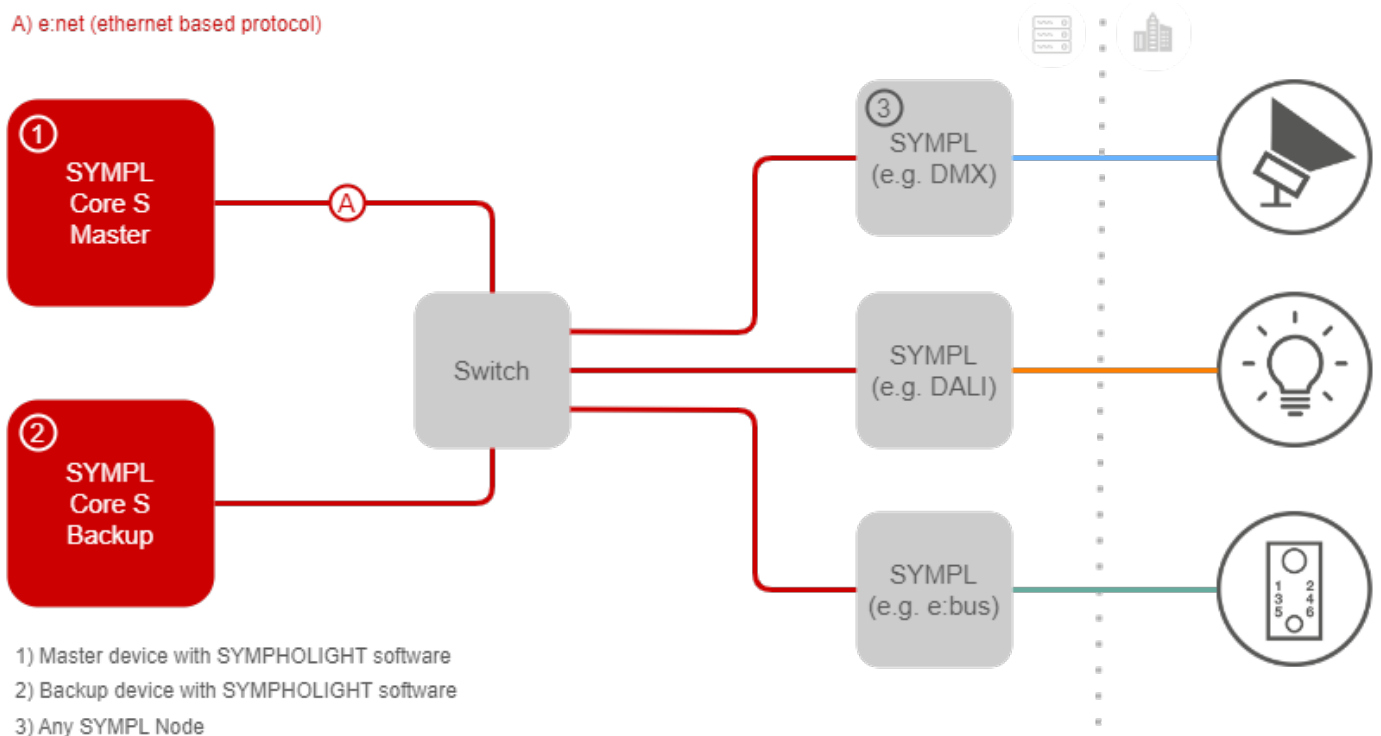 A) e:net (ethernet based protocol)
1
SYMPL
Core S
Master
A
2
SYMPL
Core S
Backup
Switch
3
SYMPL
(e.g. DMX)
SYMPL
(e.g. DALI)
SYMPL
(e.g. e:bus)
1 2
3 4
5 6
1) Master device with SYMPHOLIGHT software
2) Backup device with SYMPHOLIGHT software
3) Any SYMPL Node